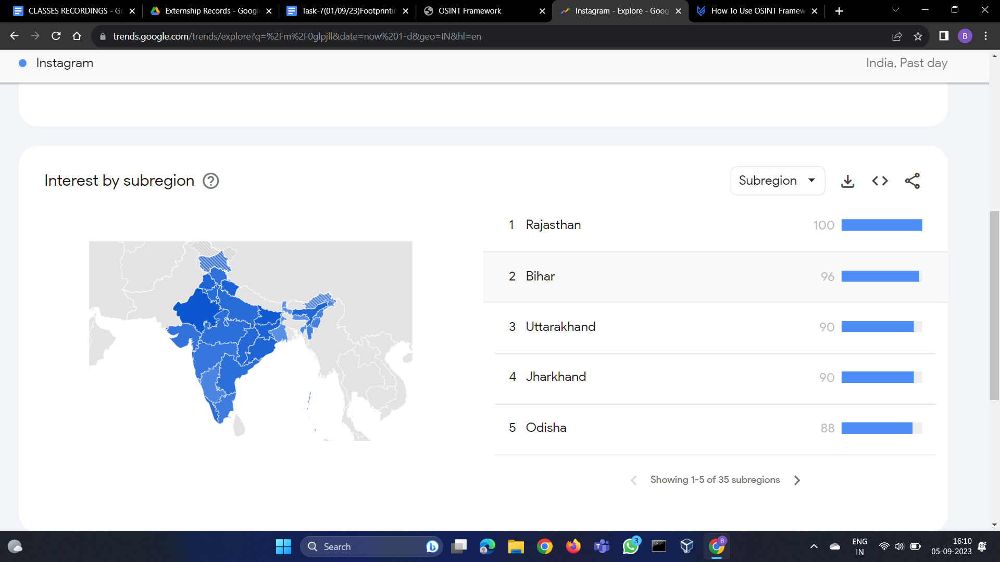 CLASSES RECORDINGS - Go
Externship Records - Google
Task-7(01/09/23)Footprintin
OSINT Framework
Instagram - Explore - Goog
How To Use OSINT Framew
trends.google.com/trends/explore?q=%2Fm%2F0glpjll&date=now%201-d&geo=IN&hl=en
B
Instagram
India, Past day
Interest by subregion
Subregion
1 Rajasthan 100
2 Bihar 96
3 Uttarakhand 90
4 Jharkhand 90
5 Odisha 88
Showing 1-5 of 35 subregions
Search
3
B
ENG
IN
16:10
05-09-2023